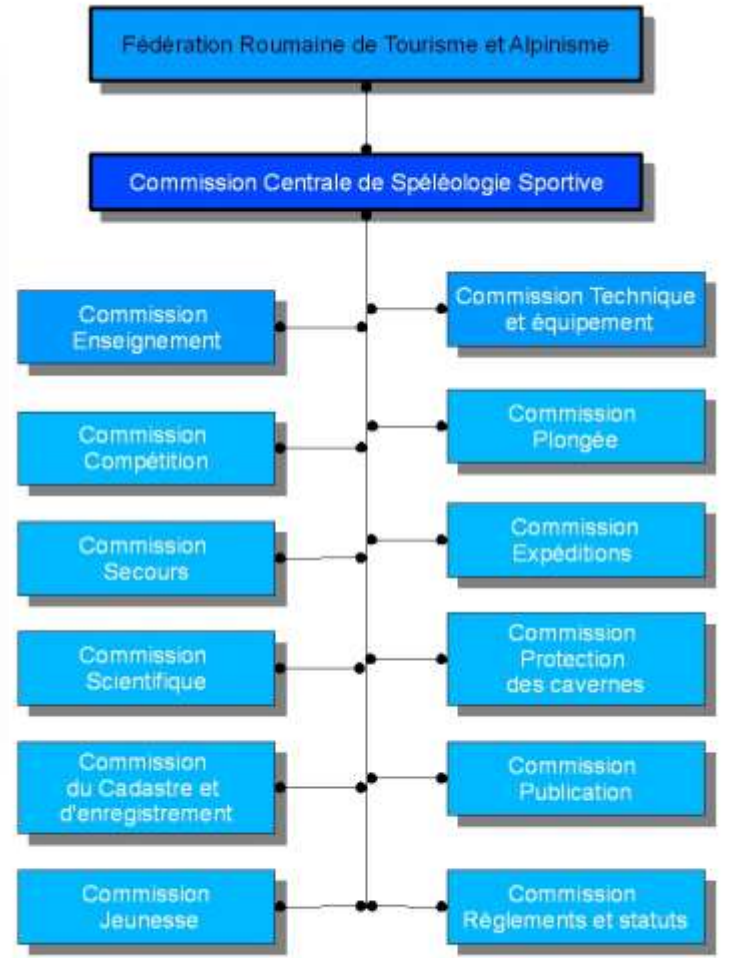 Fédération Roumaine de Tourisme et Alpinisme
Commission Centrale de Spéléologie Sportive
Commission
Enseignement
Commission Technique
et équipement
Commission
Compétition
Commission
Plongée
Commission
Secours
Commission
Expéditions
Commission
Scientifique
Commission
Protection
des cavernes
Commission
du Cadastre et
d'enregistrement
Commission
Publication
Commission
Jeunesse
Commission
Règlements et statuts